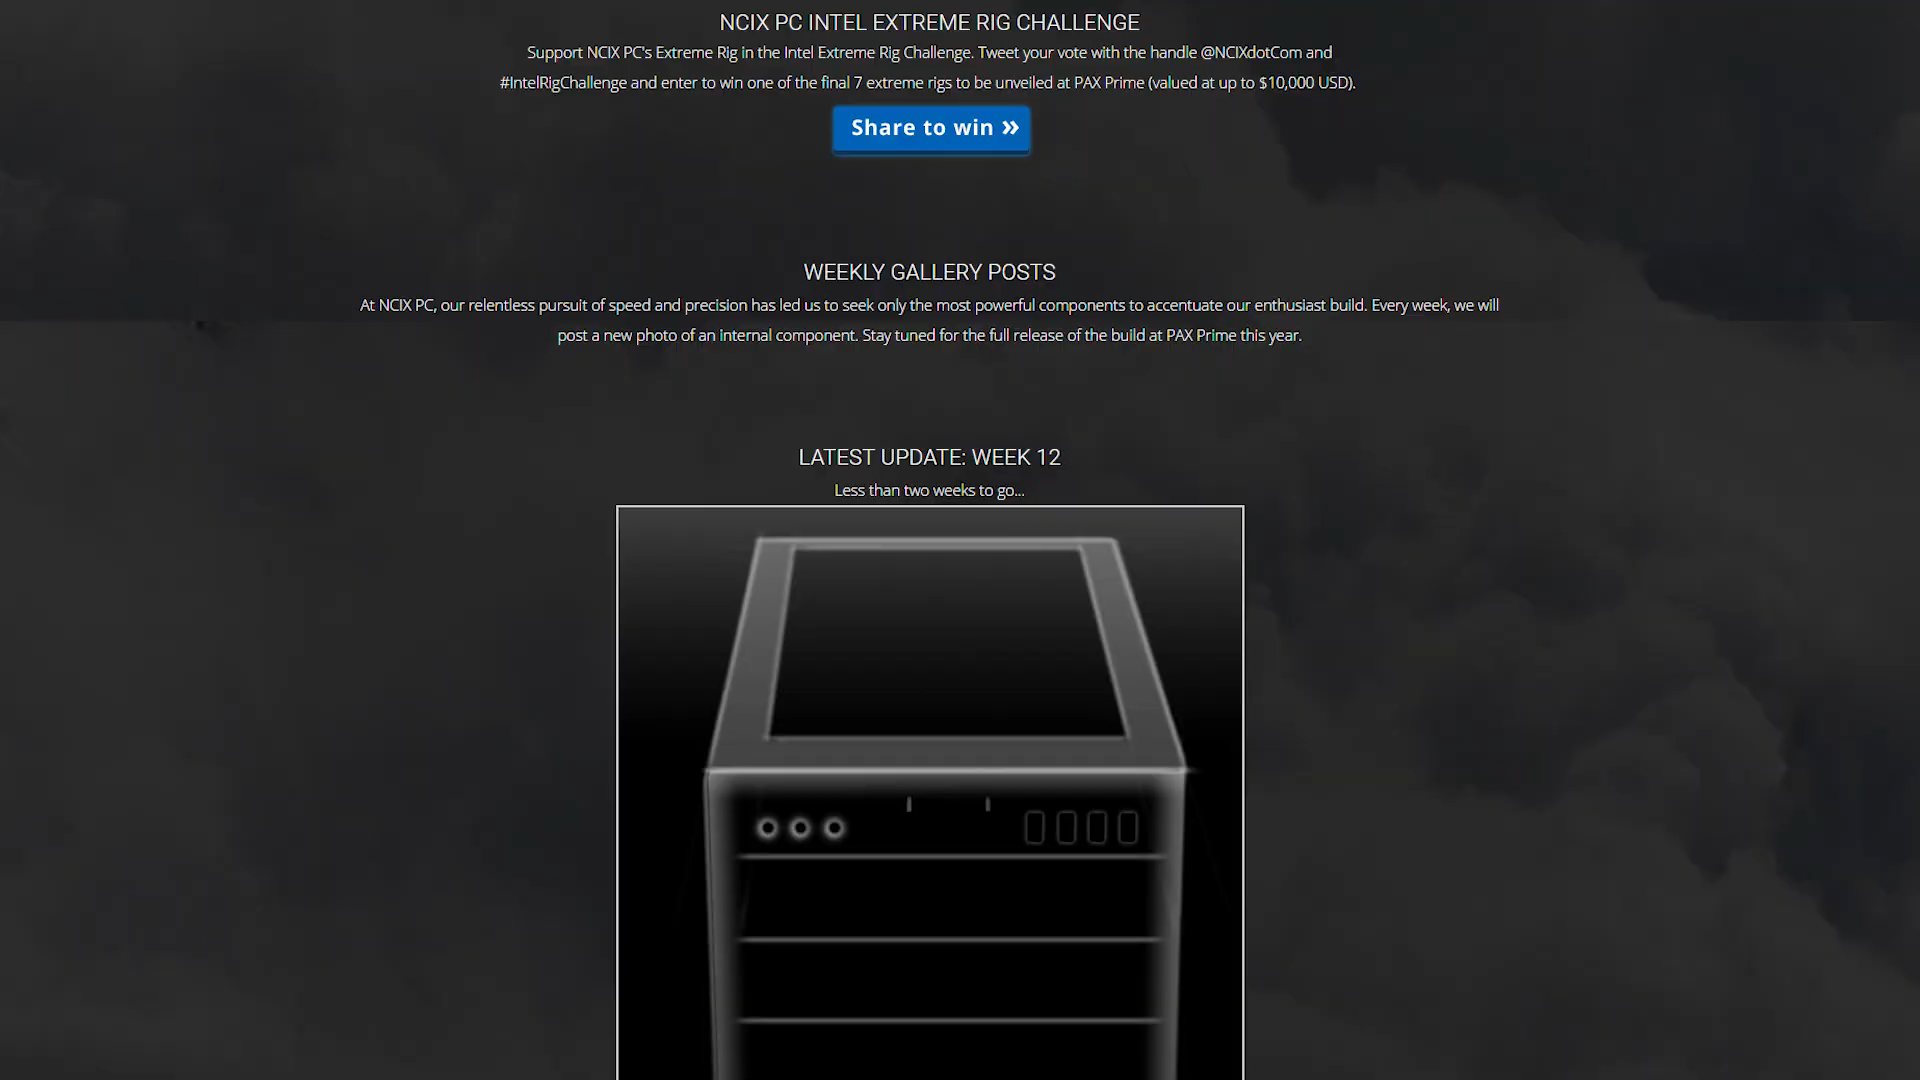 NCIX PC INTEL EXTREME RIG CHALLENGE
Support NCIX PC's Extreme Rig in the Intel Extreme Rig Challenge. Tweet your vote with the handle @NCIXdotCom and
#IntelRigChallenge and enter to win one of the final 7 extreme rigs to be unveiled at PAX Prime (valued at up to $10,000 USD).
Share to win »
WEEKLY GALLERY POSTS
At NCIX PC, our relentless pursuit of speed and precision has led us to seek only the most powerful components to accentuate our enthusiast build. Every week, we will
post a new photo of an internal component. Stay tuned for the full release of the build at PAX Prime this year.
LATEST UPDATE: WEEK 12
Less than two weeks to go...